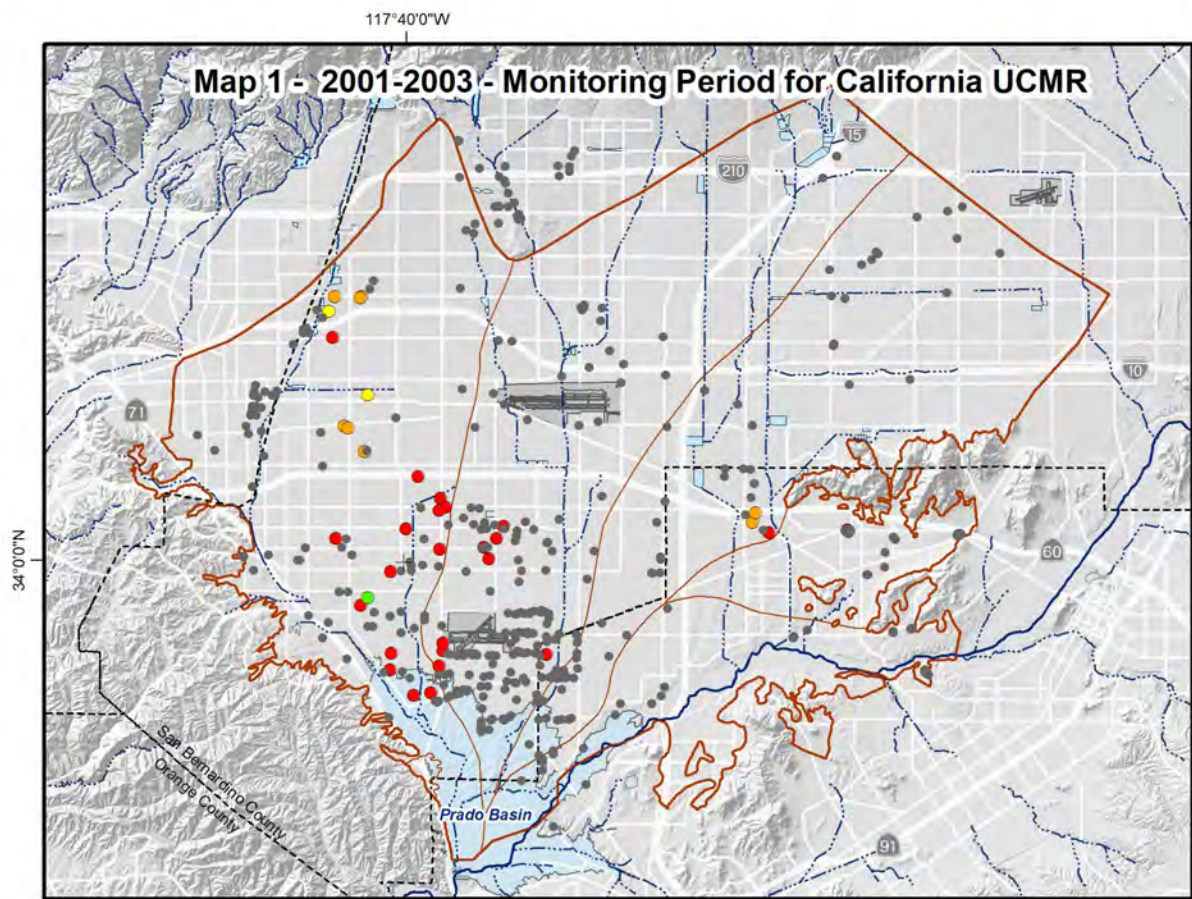 117°40'0"W
Map 1 - 2001-2003 - Monitoring Period for California UCMR
15
210
10
71
34°0'0"N
60
San Bernardino County
Orange County
Prado Basin
91